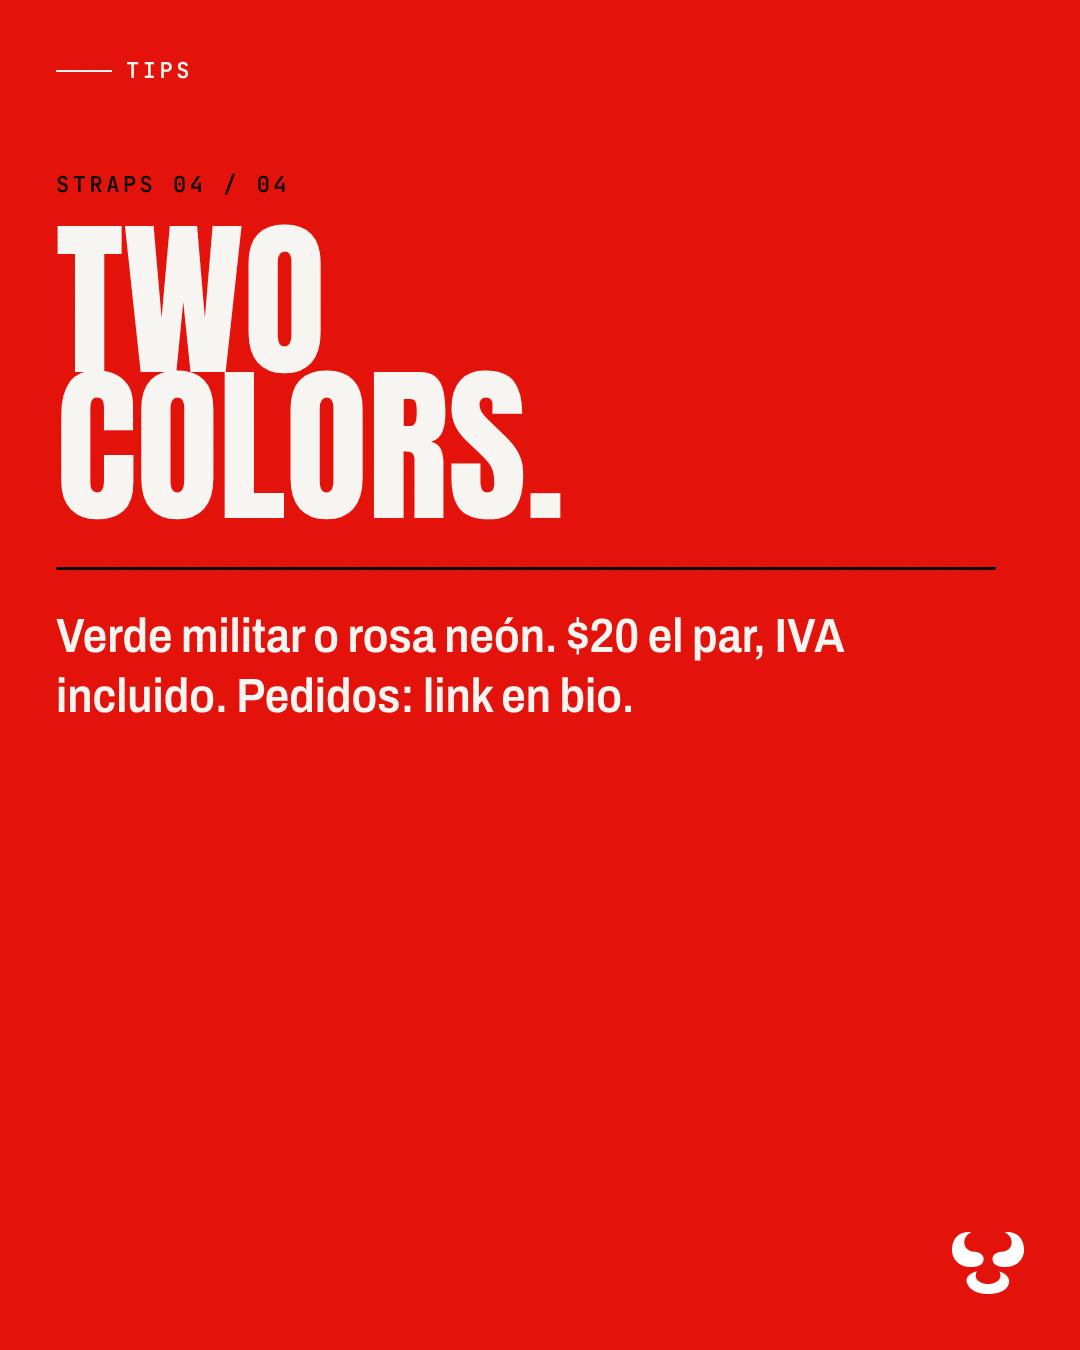 TIPS
STRAPS 04 / 04
TWO
COLORS.
Verde militar o rosa neón. $20 el par, IVA
incluido. Pedidos: link en bio.